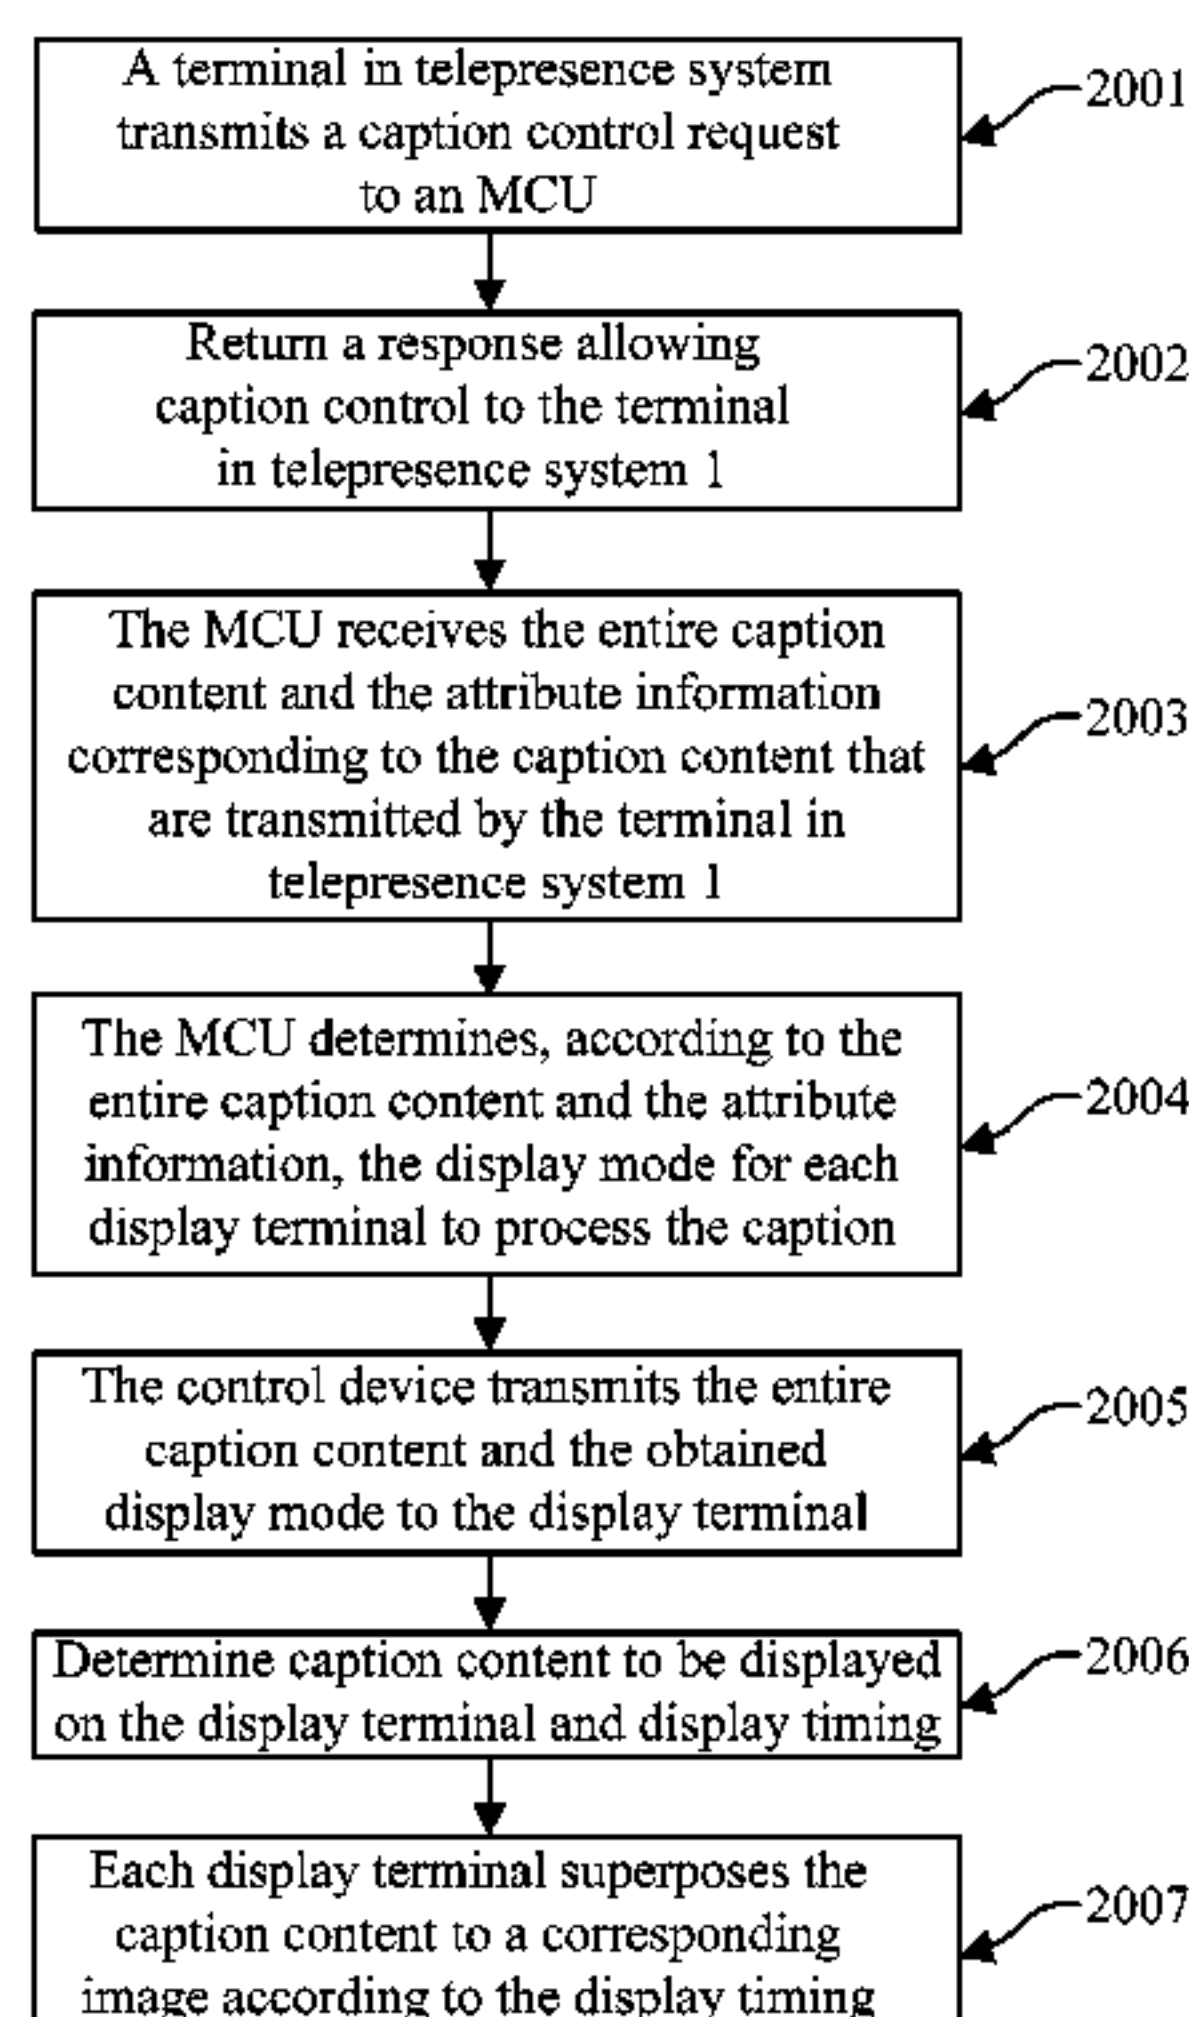 A terminal in telepresence system
transmits a caption control request
to an MCU
2001
Return a response allowing
caption control to the terminal
in telepresence system 1
2002
The MCU receives the entire caption
content and the attribute information
corresponding to the caption content that
are transmitted by the terminal in
telepresence system 1
2003
The MCU determines, according to the
entire caption content and the attribute
information, the display mode for each
display terminal to process the caption
2004
The control device transmits the entire
caption content and the obtained
display mode to the display terminal
2005
Determine caption content to be displayed
on the display terminal and display timing
2006
Each display terminal superposes the
caption content to a corresponding
image according to the display timing
2007